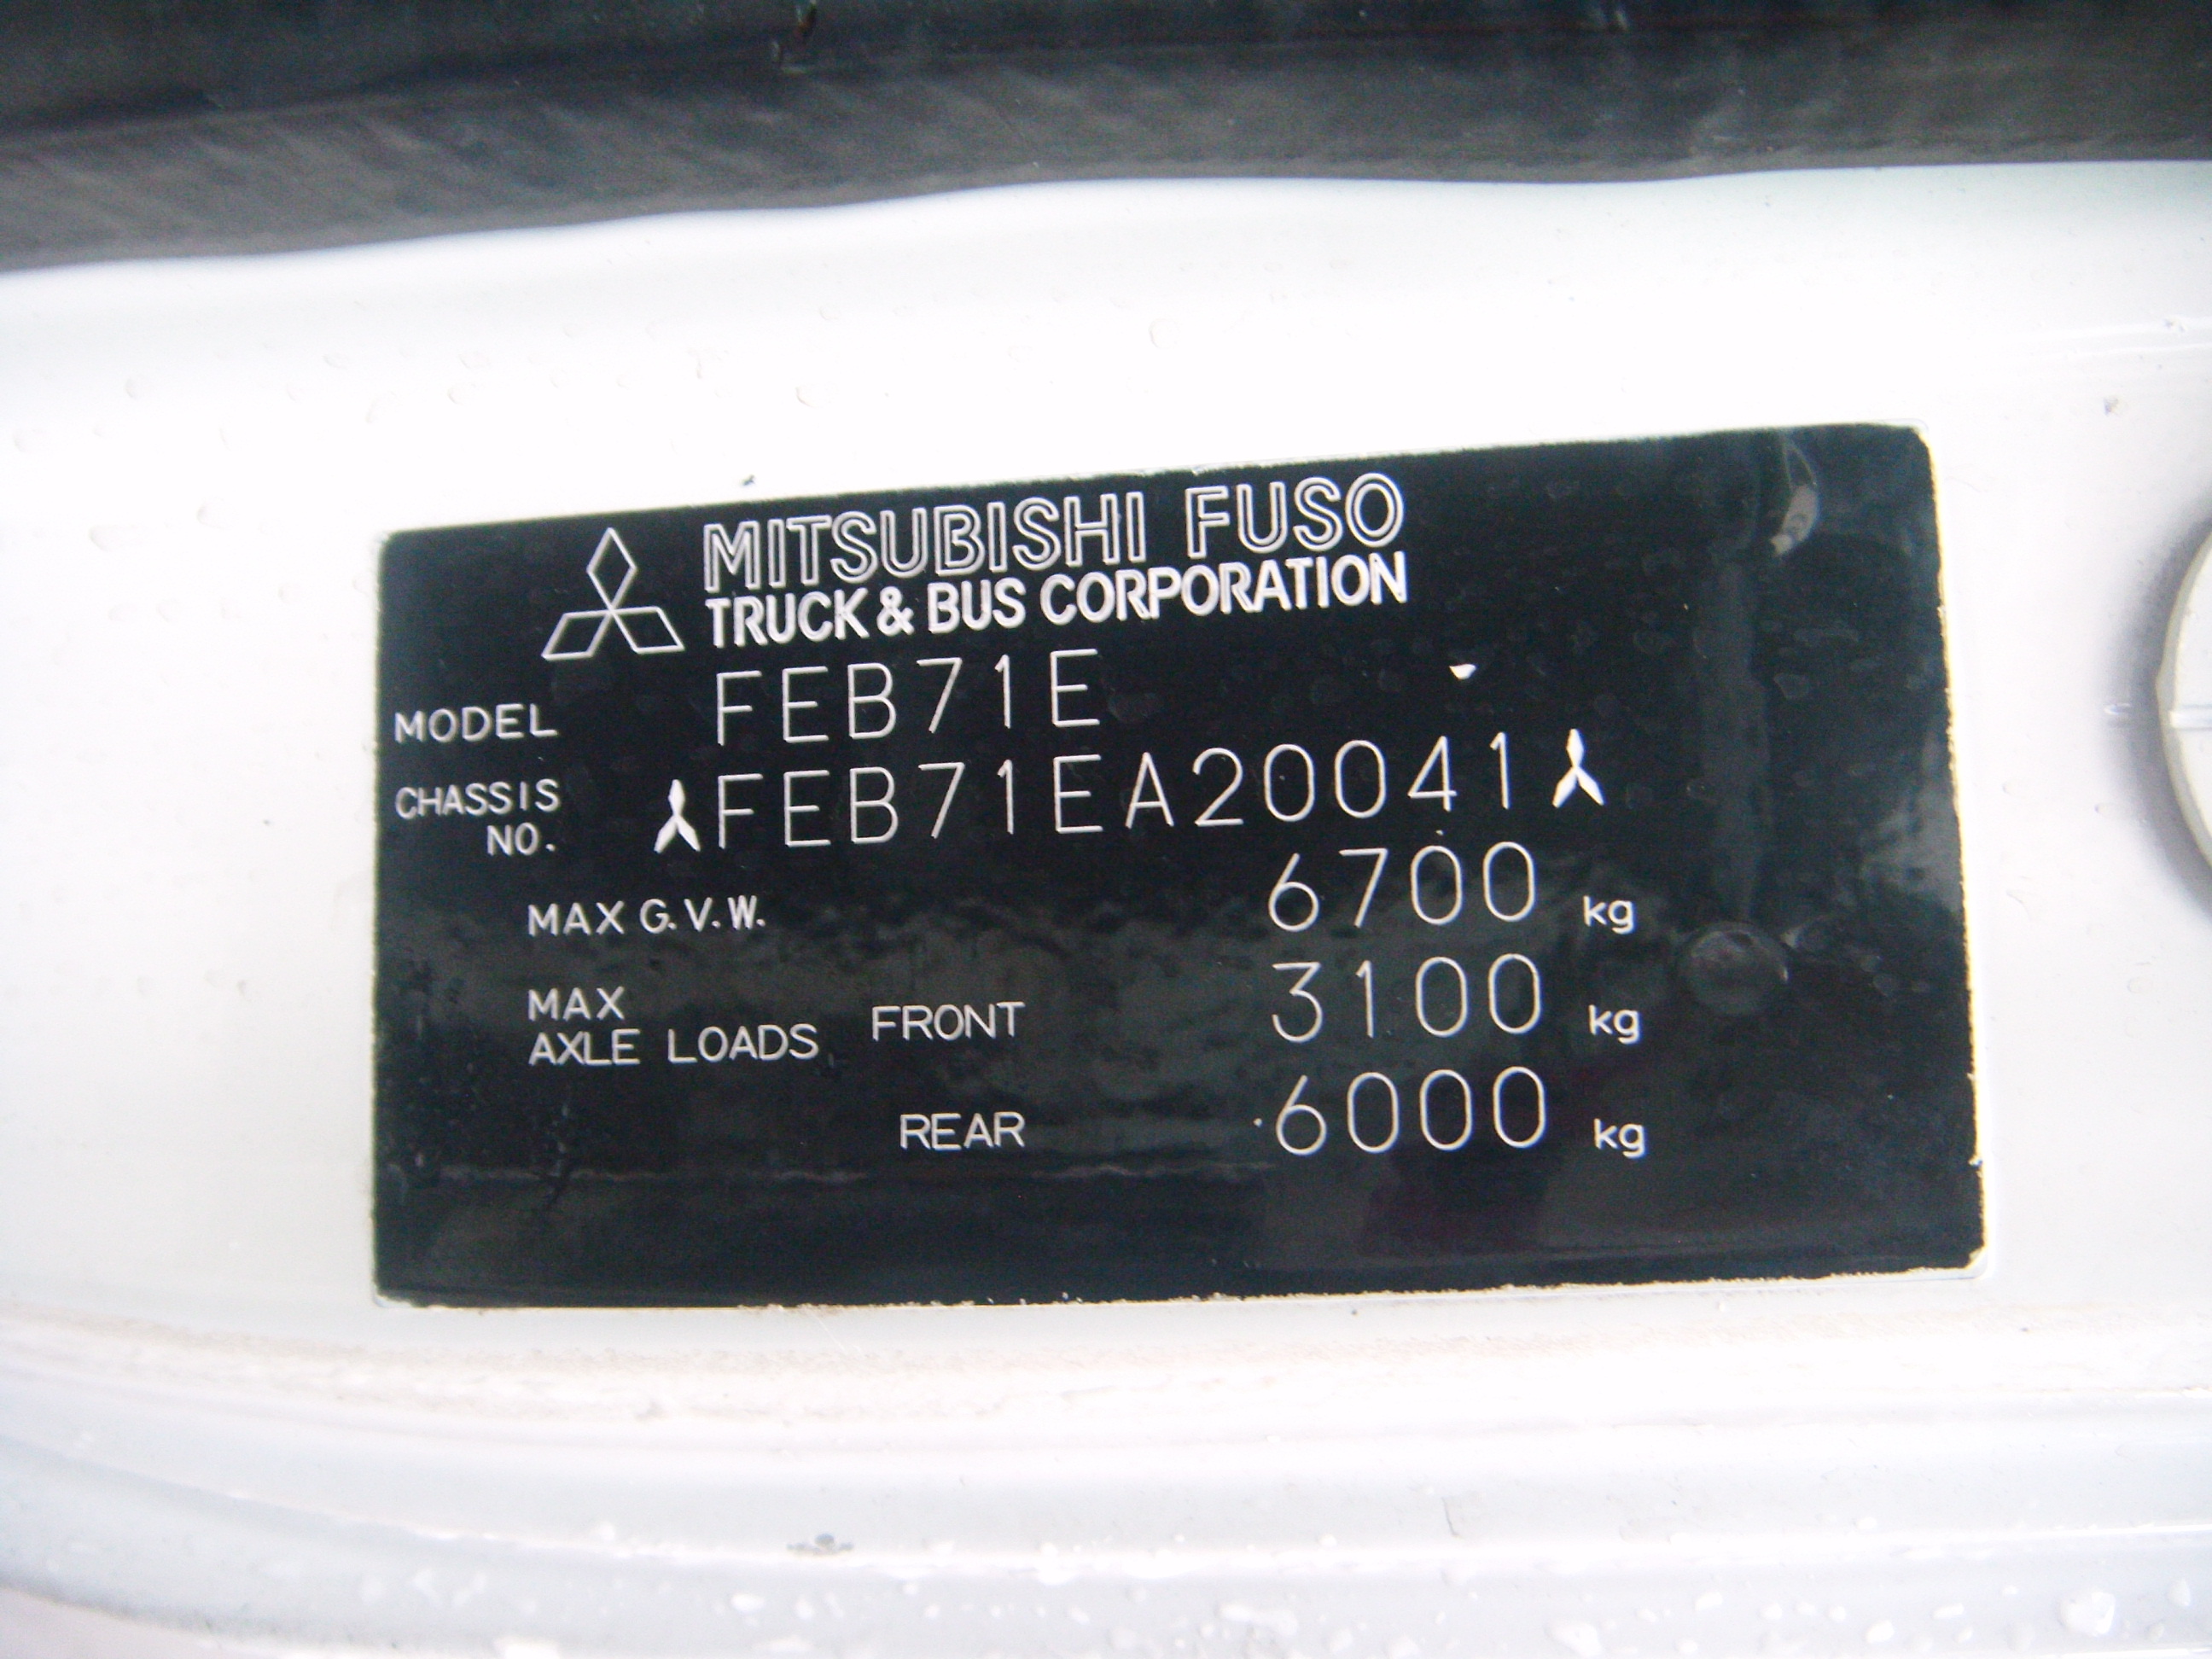 MITSUBISHI FUSO
TRUCK & BUS CORPORATION
MODEL FEB71E
CHASSIS NO. FEB71EA20041
MAX G.V.W. 6700 kg
MAX AXLE LOADS FRONT 3100 kg
REAR 6000 kg